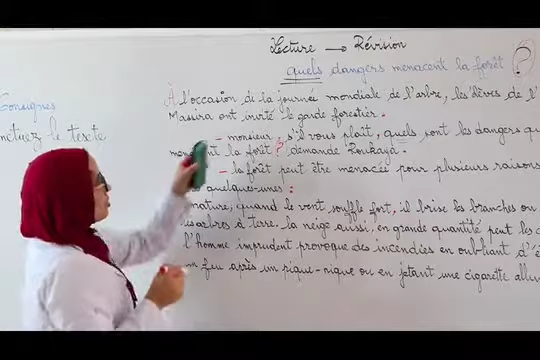 Lecture → Révision
quels dangers menacent la forêt ?
À l'occasion de la journée mondiale de l'arbre, les élèves de l'
Massira ont invité le garde forestier.
- monsieur, s'il vous plaît, quels sont les dangers qu
la forêt ? demande Roukaya.
- la forêt peut être menacée pour plusieurs raisons
quelques-unes :
nature, quand le vent souffle fort, il brise les branches ou
arbres à terre. la neige aussi, en grande quantité peut les
l'homme imprudent provoque des incendies en oubliant d'é
feu après un pique-nique ou en jetant une cigarette allu
Consignes
le texte